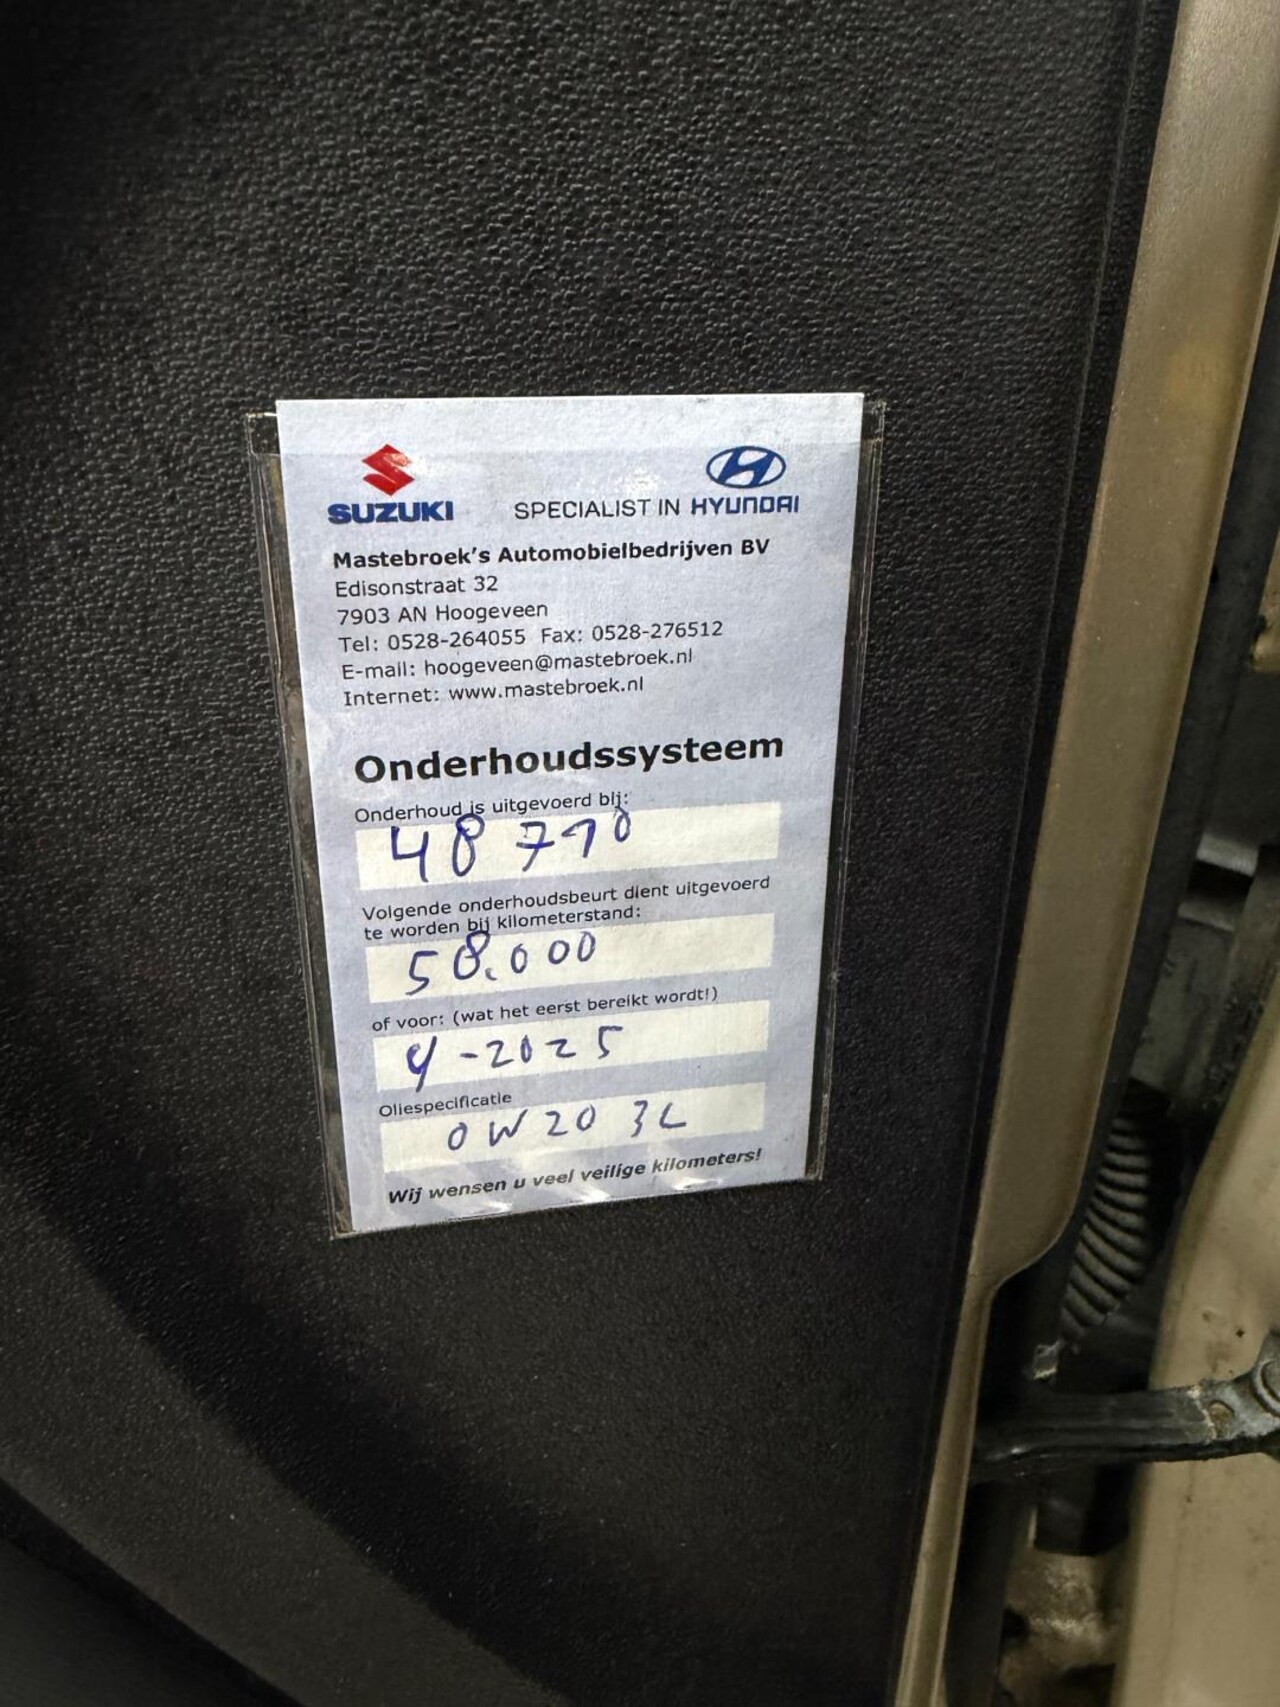 SUZUKI
SPECIALIST IN HYUNDAI
Mastebroek's Automobielbedrijven BV
Edisonstraat 32
7903 AN Hoogeveen
Tel: 0528-264055 Fax: 0528-276512
E-mail: hoogeveen@mastebroek.nl
Internet: www.mastebroek.nl
Onderhoudssysteem
Onderhoud is uitgevoerd bij:
48 790
Volgende onderhoudsbeurt dient uitgevoerd
te worden bij kilometerstand:
58.000
of voor: (wat het eerst bereikt wordt!)
4-2025
Oliespecificatie
0W20 3L
Wij wensen u veel veilige kilometers!